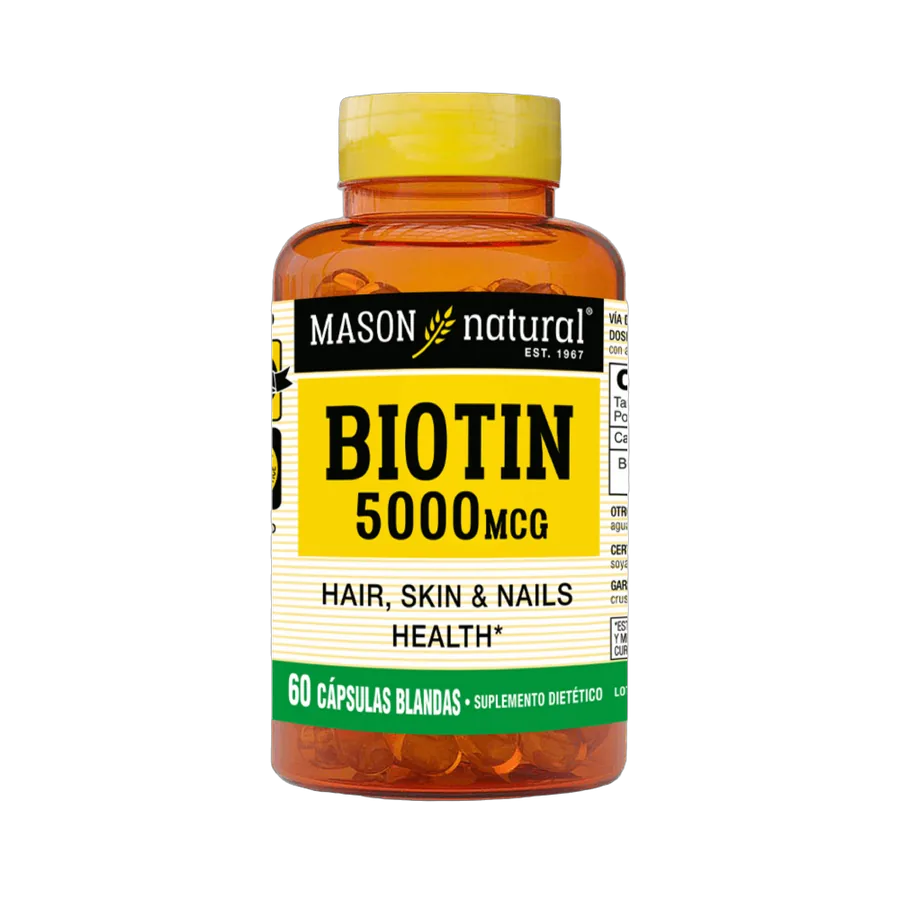 MASON natural®
EST. 1967
BIOTIN
5000MCG
HAIR, SKIN & NAILS
HEALTH*
60 CÁPSULAS BLANDAS • SUPLEMENTO DIETÉTICO